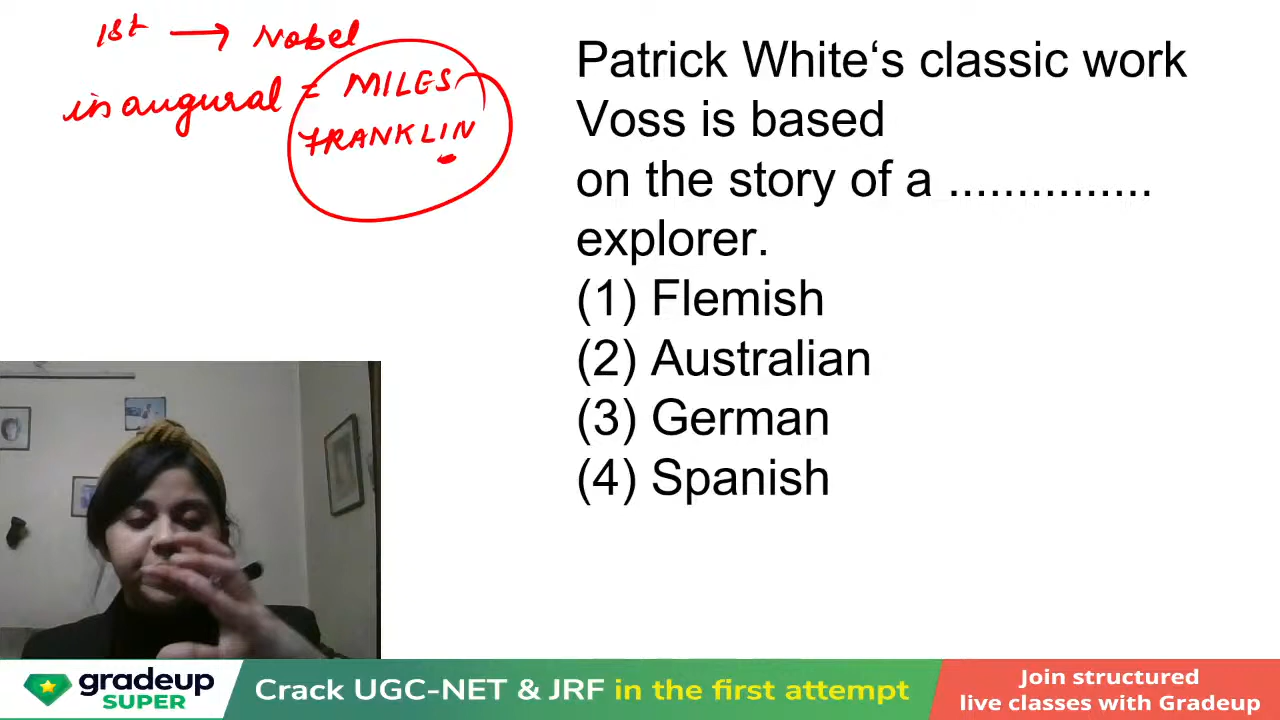 1st → Nobel
inaugural = MILES
FRANKLIN
Patrick White‘s classic work
Voss is based
on the story of a ...............
explorer.
(1) Flemish
(2) Australian
(3) German
(4) Spanish
gradeup
SUPER
Crack UGC-NET & JRF in the first attempt
Join structured
live classes with Gradeup